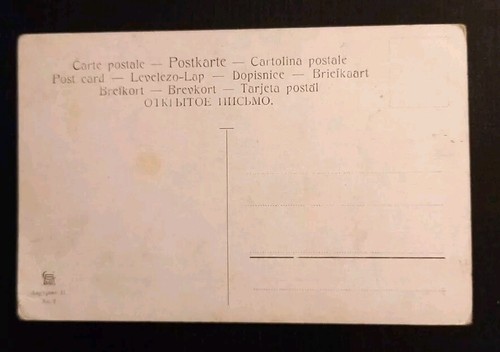 Carte postale — Postkarte — Cartolina postale
Post card — Levelezo-Lap — Dopisnice — Briefkaart
Brefkort — Brevkort — Tarjeta postal
ОТКРЫТОЕ ПИСЬМО.